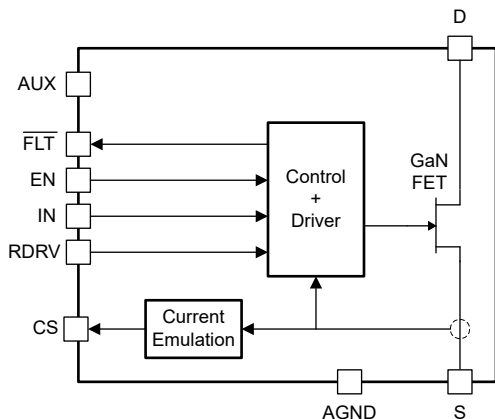 D
AUX
FLT
EN
IN
RDRV
CS
Control
+
Driver
GaN
FET
Current
Emulation
AGND
S